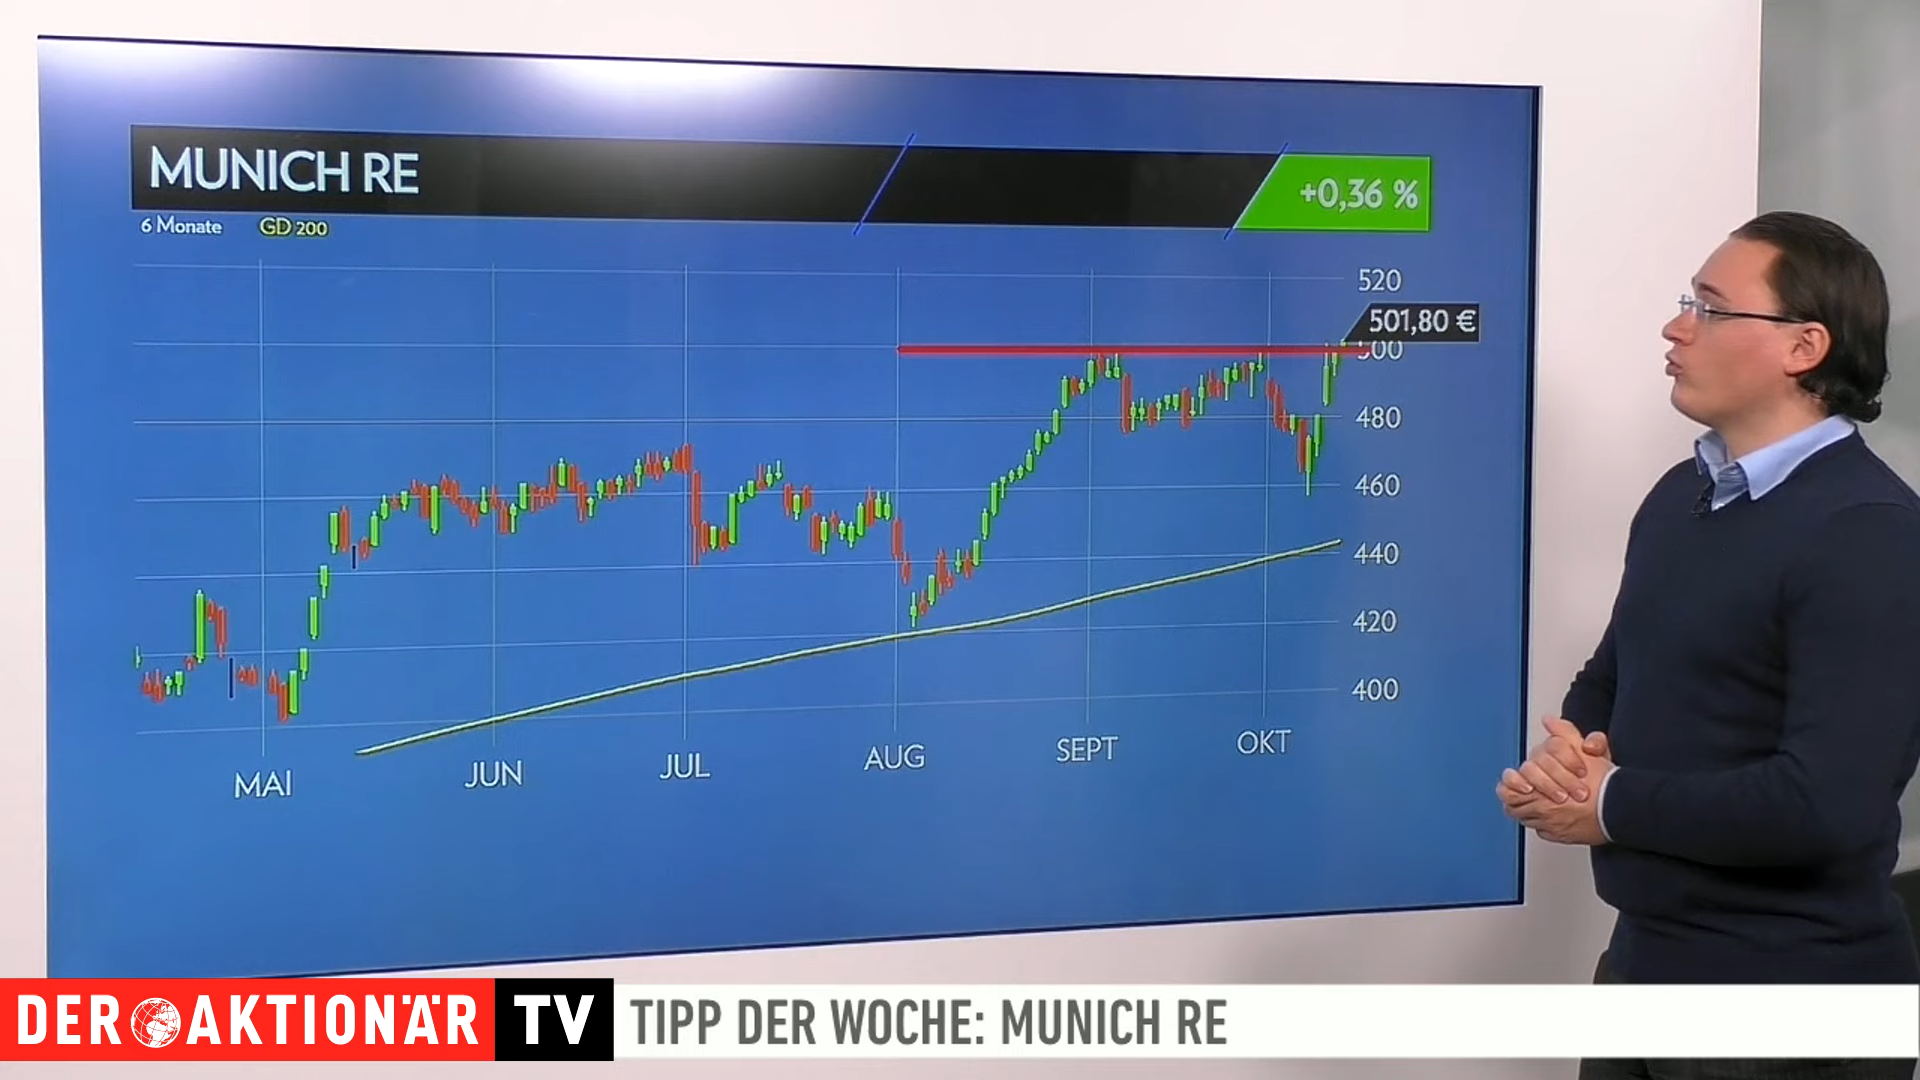 MUNICH RE
+0,36 %
6 Monate GD 200
520
501,80 €
500
480
460
440
420
400
MAI JUN JUL AUG SEPT OKT
DER AKTIONÄR TV TIPP DER WOCHE: MUNICH RE